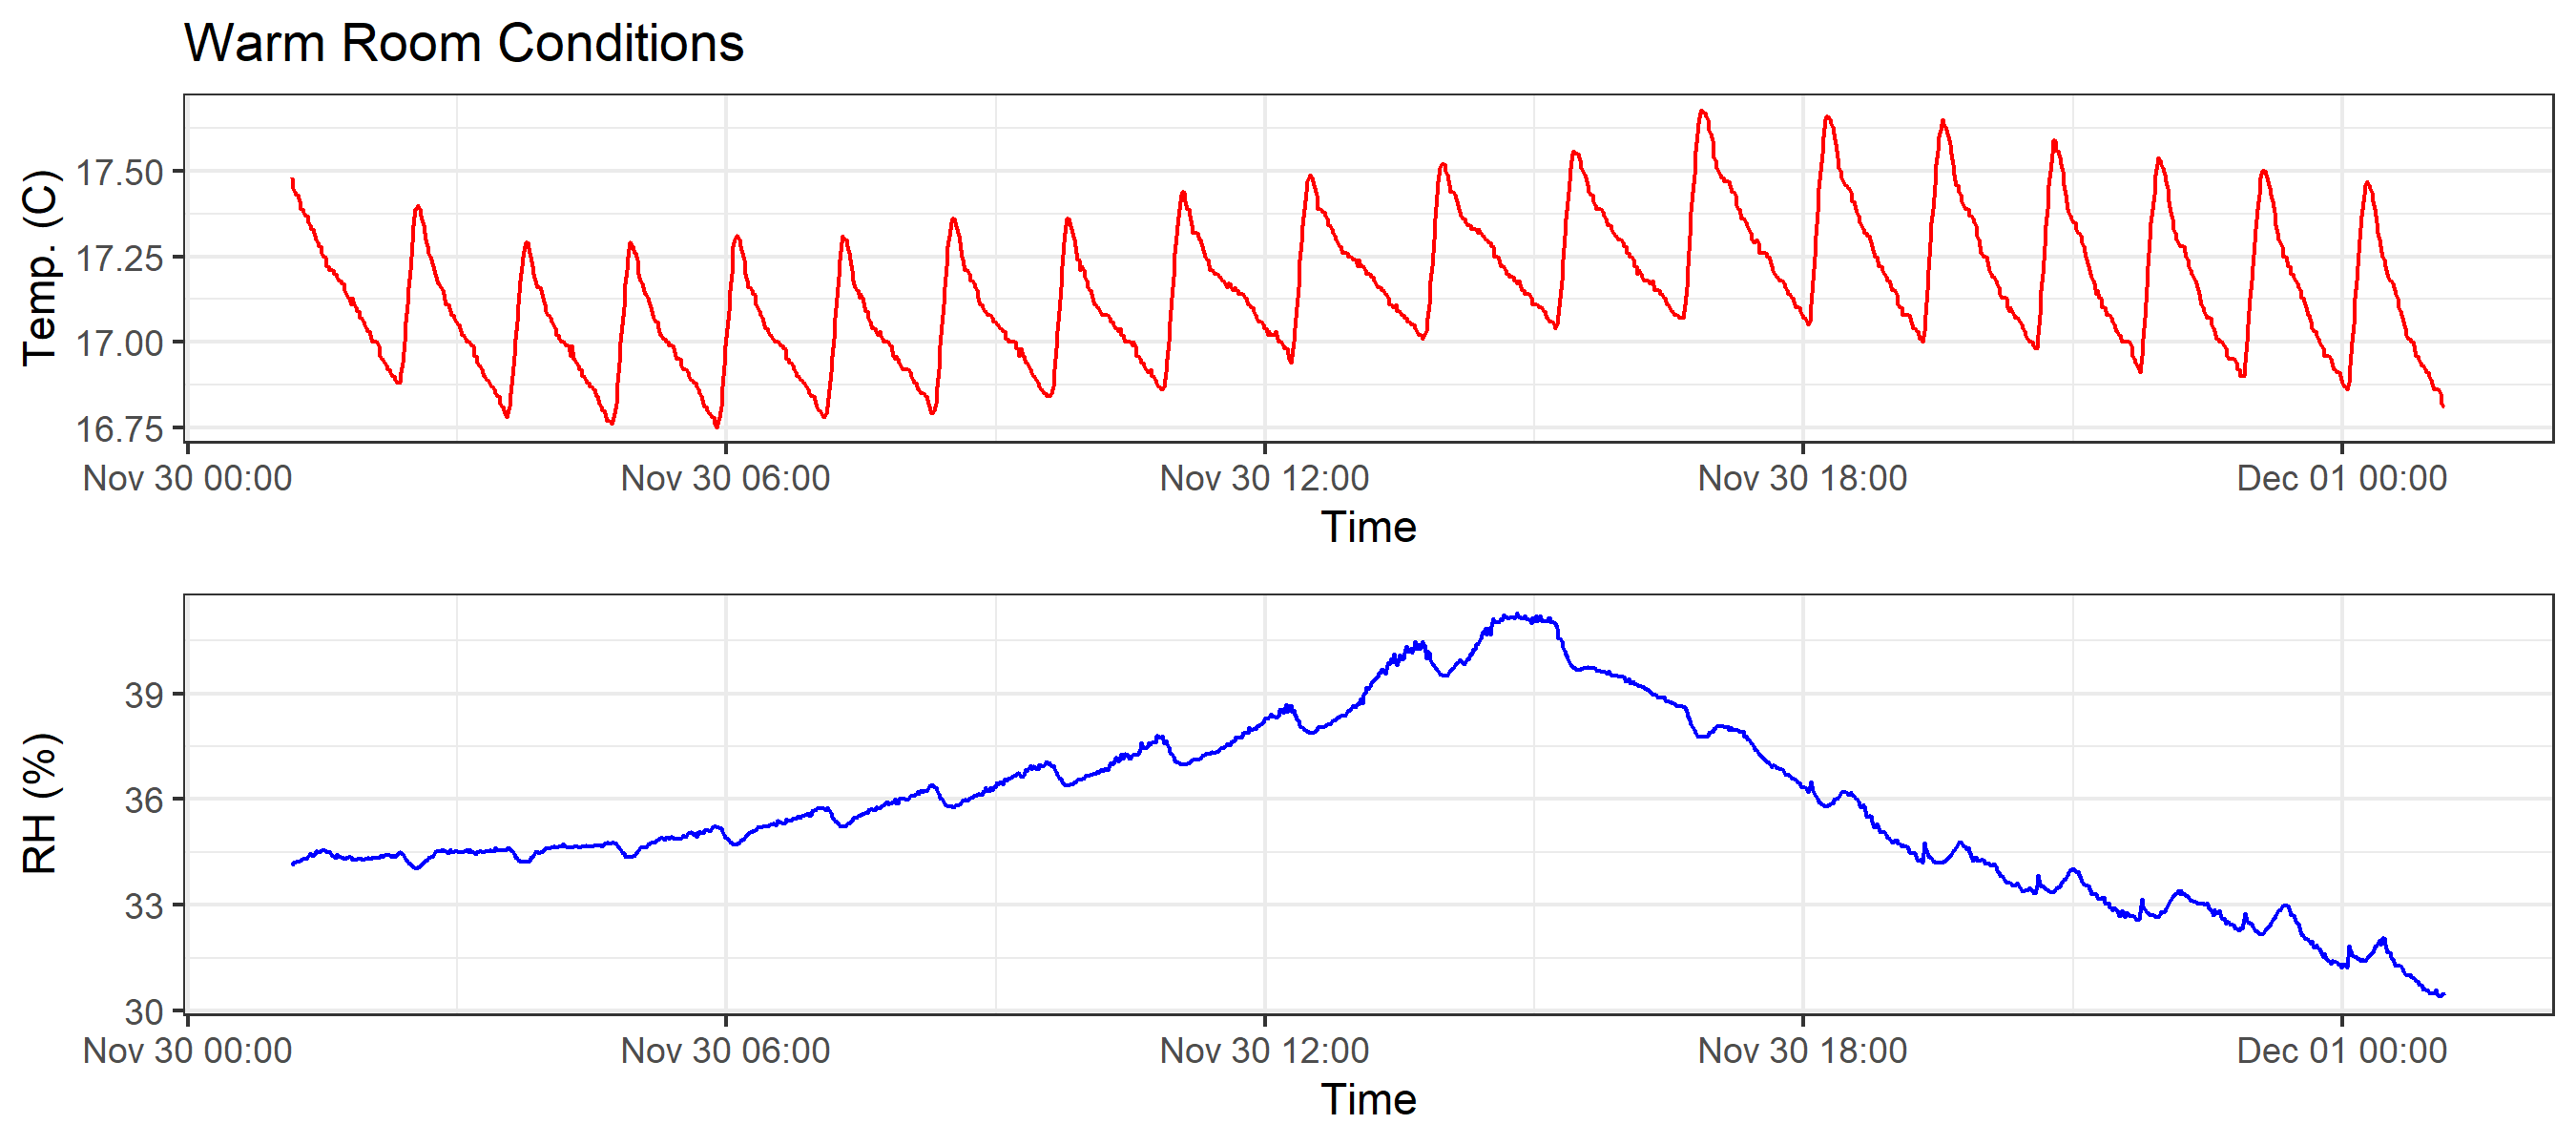 Warm Room Conditions
Temp. (C)
17.50
17.25
17.00
16.75
Nov 30 00:00 Nov 30 06:00 Nov 30 12:00 Nov 30 18:00 Dec 01 00:00
Time
RH (%)
39
36
33
30
Nov 30 00:00 Nov 30 06:00 Nov 30 12:00 Nov 30 18:00 Dec 01 00:00
Time